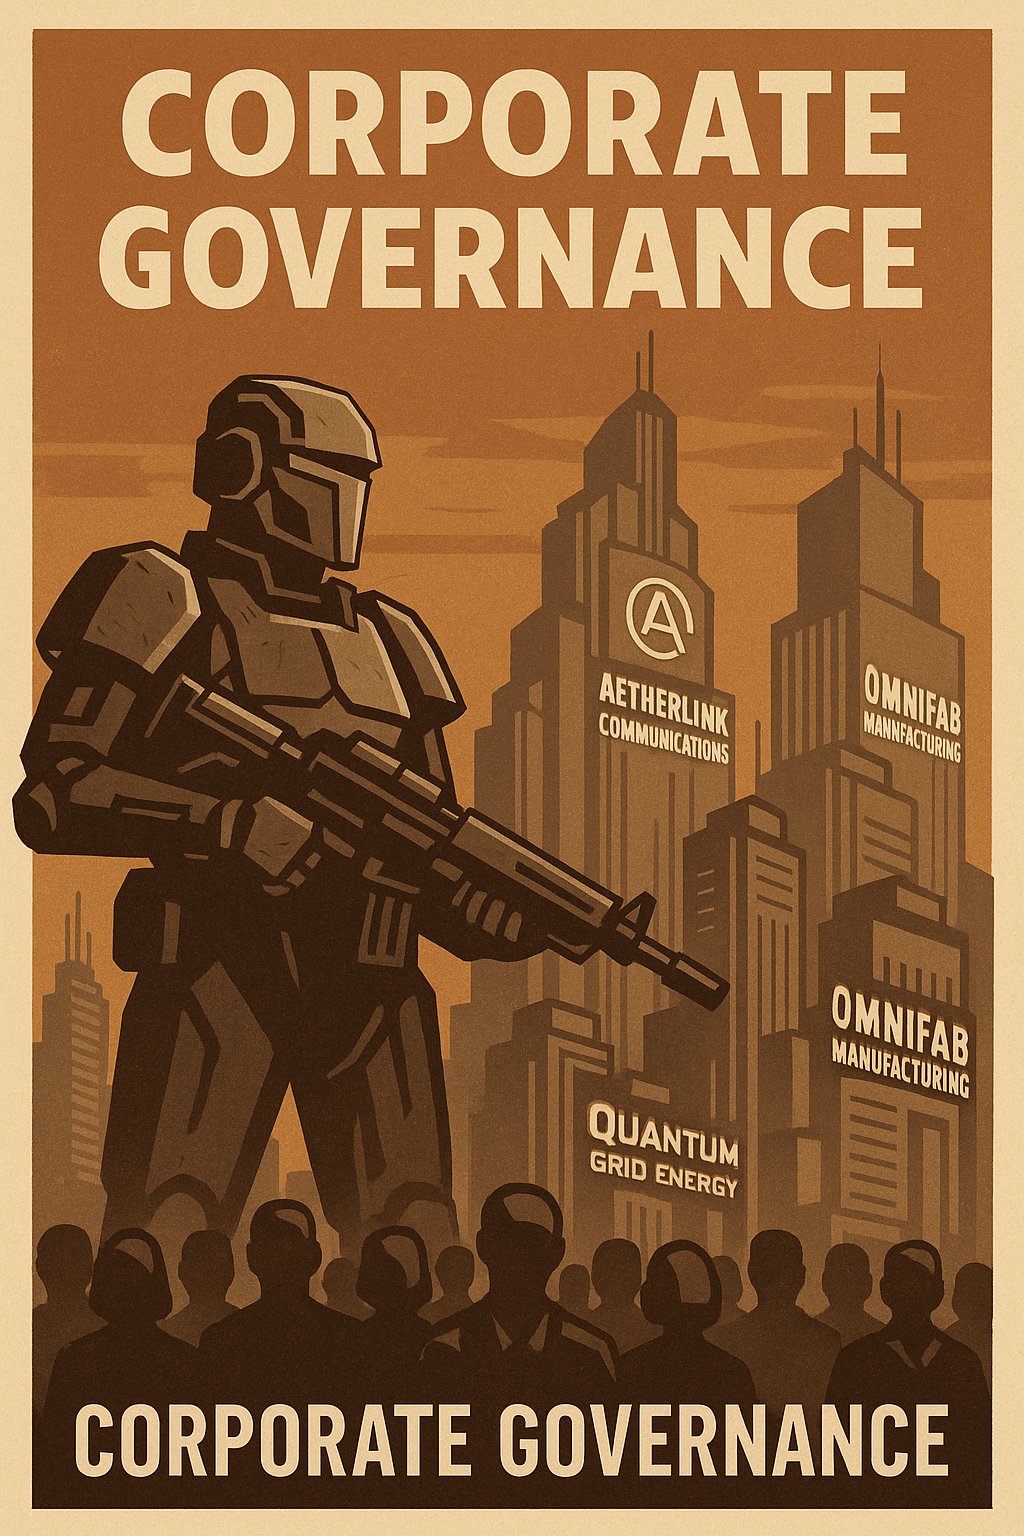 CORPORATE
GOVERNANCE
A
AETHERLINK
COMMUNICATIONS
OMNIFAB
MANNFACTURING
OMNIFAB
MANUFACTURING
QUANTUM
GRID ENERGY
CORPORATE GOVERNANCE